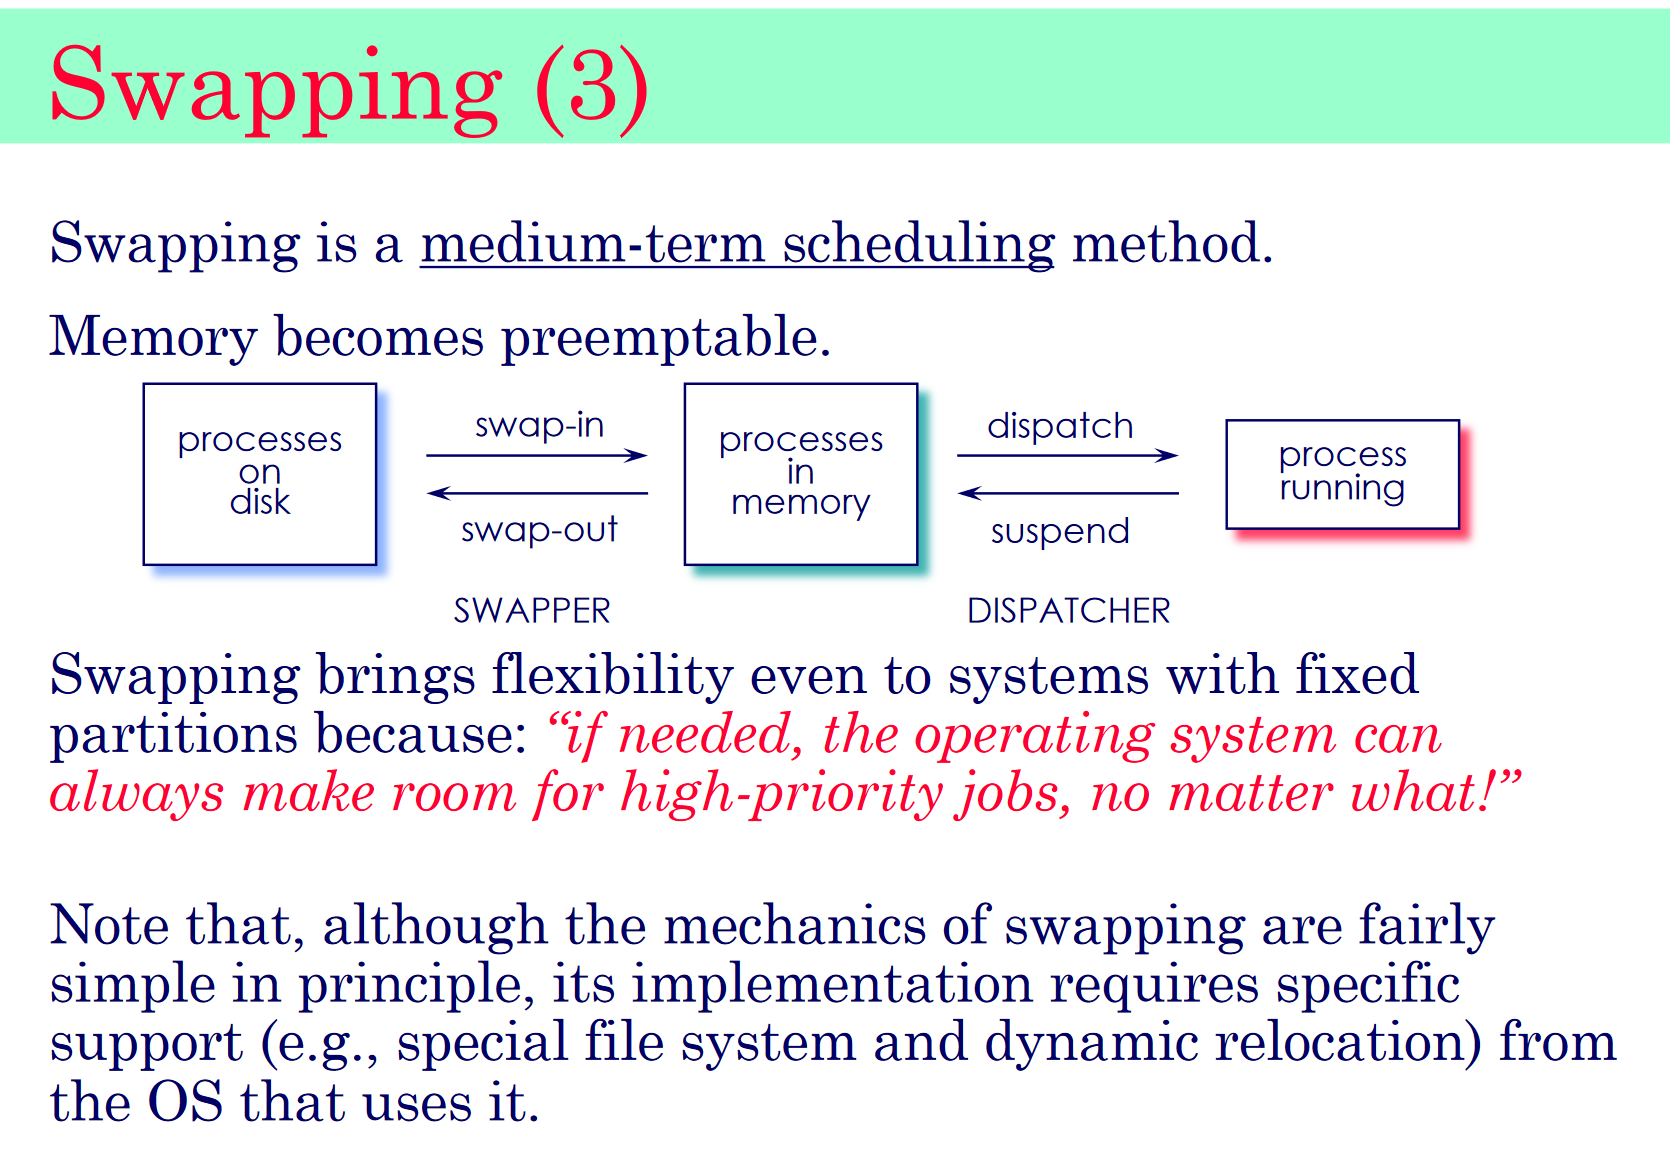 Swapping (3)
Swapping is a medium-term scheduling method.
Memory becomes preemptable.
processes
on
disk
swap-in
swap-out
SWAPPER
processes
in
memory
dispatch
suspend
DISPATCHER
process
running
Swapping brings flexibility even to systems with fixed
partitions because: “if needed, the operating system can
always make room for high-priority jobs, no matter what!”
Note that, although the mechanics of swapping are fairly
simple in principle, its implementation requires specific
support (e.g., special file system and dynamic relocation) from
the OS that uses it.